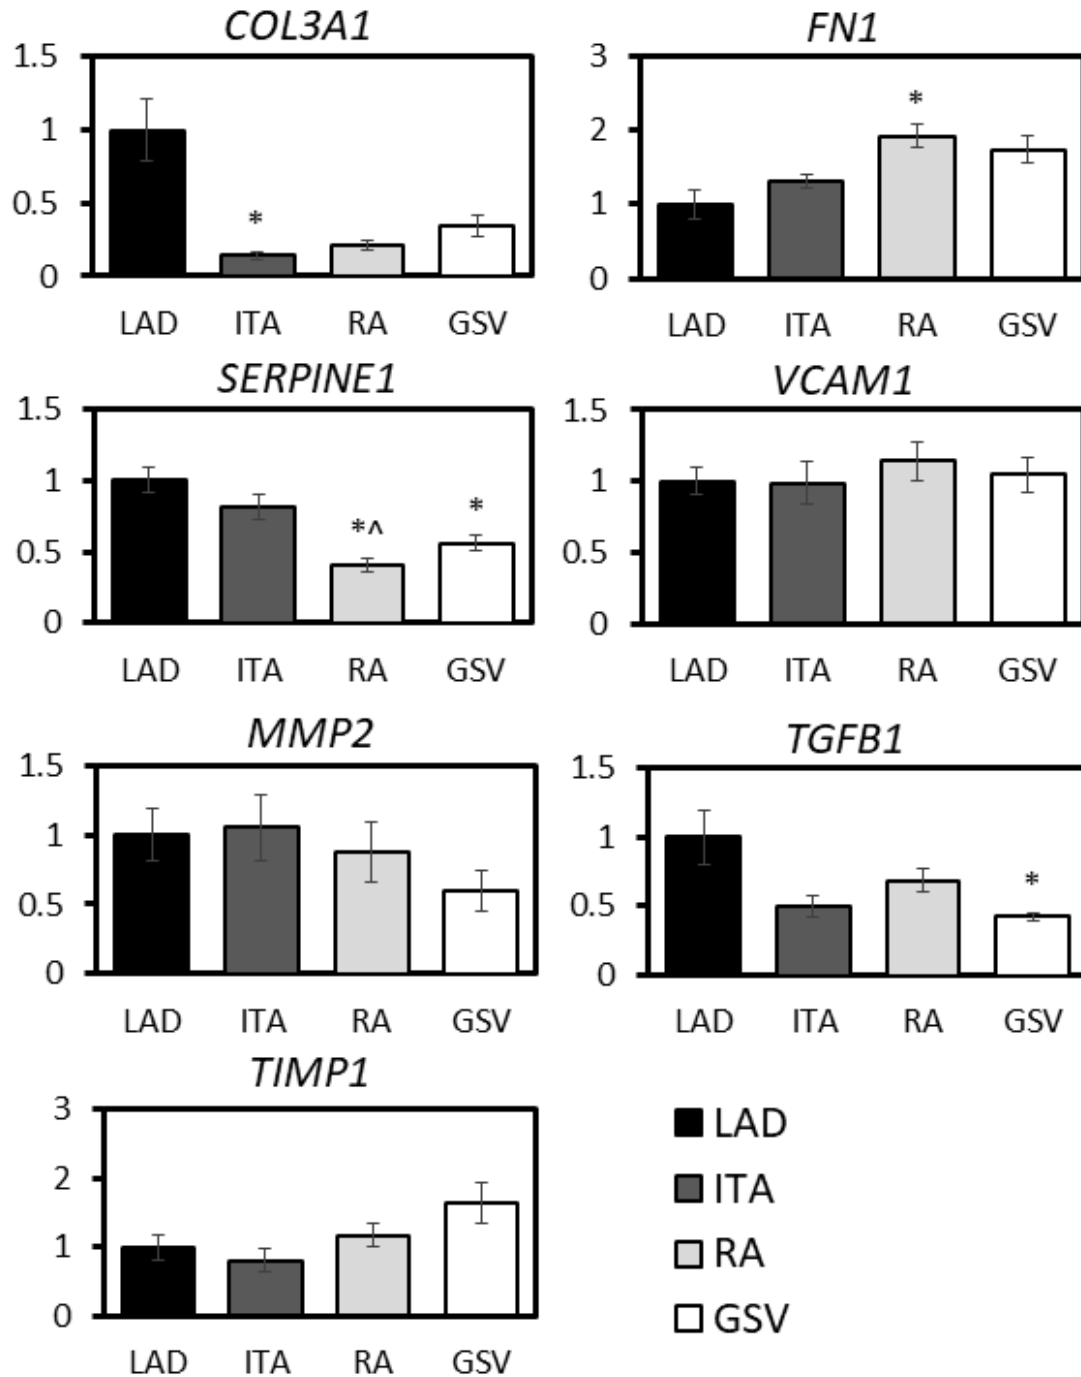 COL3A1
1.5
1
0.5
0
*
LAD ITA RA GSV
FN1
3
2
1
0
*
LAD ITA RA GSV
SERPINE1
1.5
1
0.5
0
*^ *
LAD ITA RA GSV
VCAM1
1.5
1
0.5
0
LAD ITA RA GSV
MMP2
1.5
1
0.5
0
LAD ITA RA GSV
TGFB1
1.5
1
0.5
0
*
LAD ITA RA GSV
TIMP1
3
2
1
0
LAD ITA RA GSV
LAD
ITA
RA
GSV